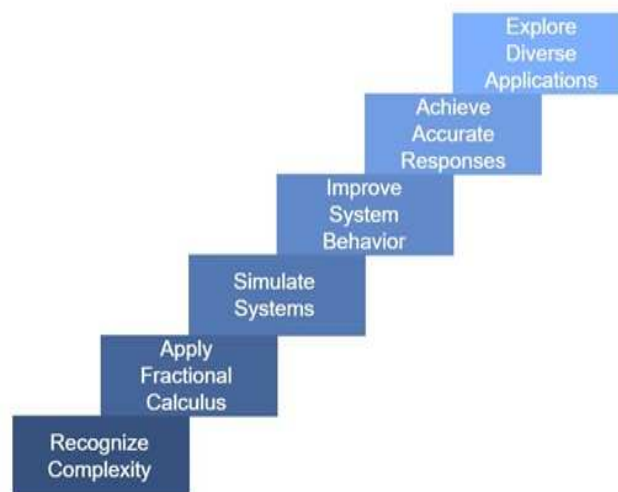 Explore
Diverse
Applications
Achieve
Accurate
Responses
Improve
System
Behavior
Simulate
Systems
Apply
Fractional
Calculus
Recognize
Complexity